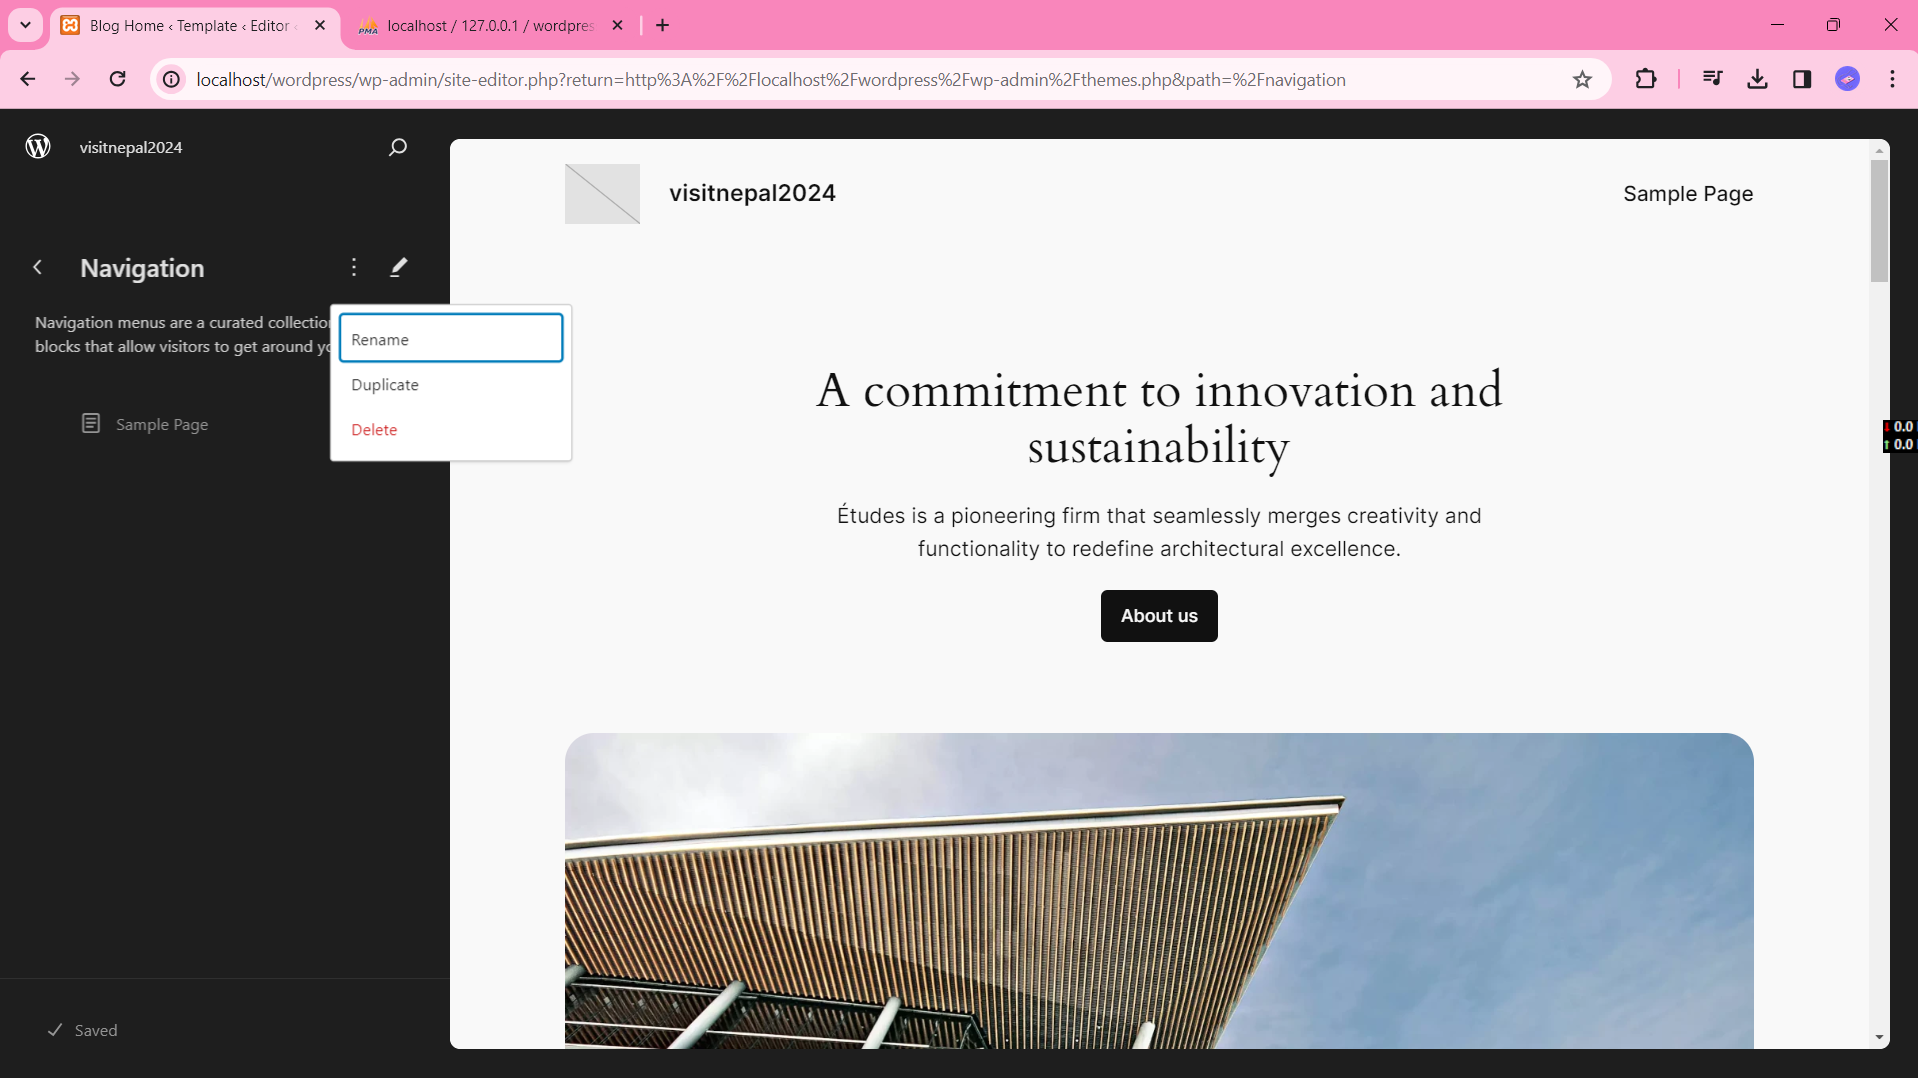 Blog Home ‹ Template ‹ Editor ‹
localhost / 127.0.0.1 / wordpres
localhost/wordpress/wp-admin/site-editor.php?return=http%3A%2F%2Flocalhost%2Fwordpress%2Fwp-admin%2Fthemes.php&path=%2Fnavigation
visitnepal2024
Navigation
Navigation menus are a curated collection
blocks that allow visitors to get around yo
Rename
Duplicate
Delete
Sample Page
Saved
visitnepal2024
Sample Page
A commitment to innovation and
sustainability
Études is a pioneering firm that seamlessly merges creativity and
functionality to redefine architectural excellence.
About us
0.0
0.0